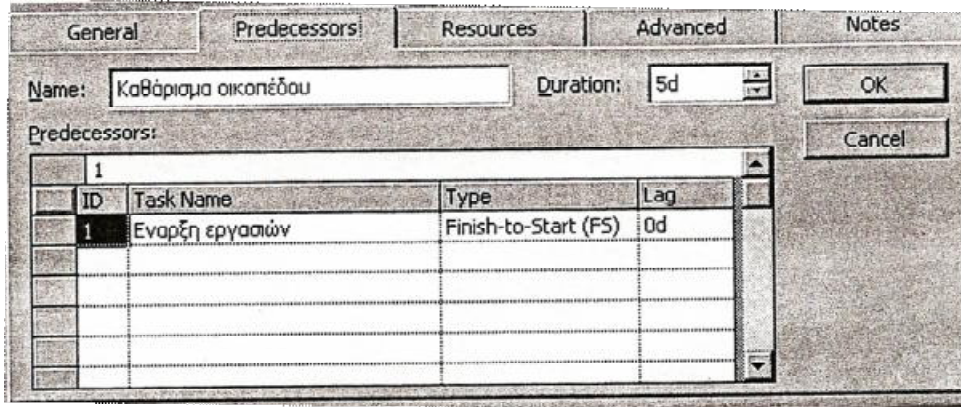 General Predecessors Resources Advanced Notes
Name: Καθάρισμα οικοπέδου Duration: 5d OK
Predecessors: Cancel
1
ID Task Name Type Lag
1 Εναρξη εργασιών Finish-to-Start (FS) 0d